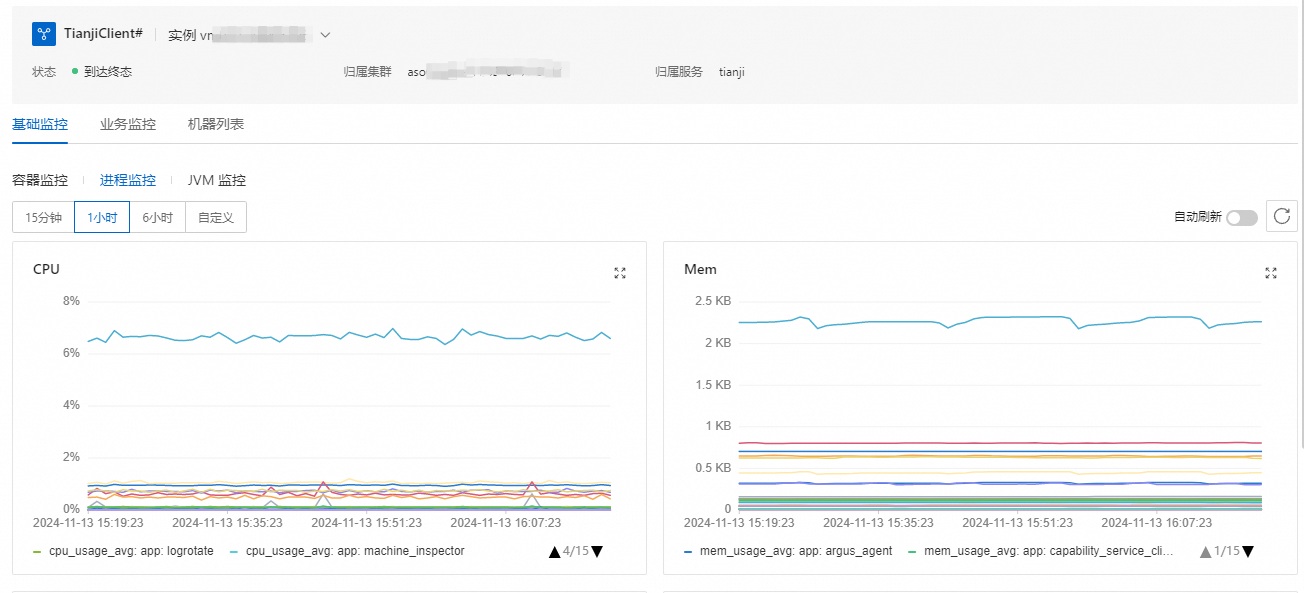 TianjiClient# 实例 vr
状态 到达终态 归属集群 aso 归属服务 tianji
基础监控 业务监控 机器列表
容器监控 进程监控 JVM 监控
15分钟 1小时 6小时 自定义 自动刷新
CPU
8%
6%
4%
2%
0%
2024-11-13 15:19:23 2024-11-13 15:35:23 2024-11-13 15:51:23 2024-11-13 16:07:23
cpu_usage_avg: app: logrotate cpu_usage_avg: app: machine_inspector 4/15
Mem
2.5 KB
2 KB
1.5 KB
1 KB
0.5 KB
0
2024-11-13 15:19:23 2024-11-13 15:35:23 2024-11-13 15:51:23 2024-11-13 16:07:23
mem_usage_avg: app: argus_agent mem_usage_avg: app: capability_service_cli... 1/15